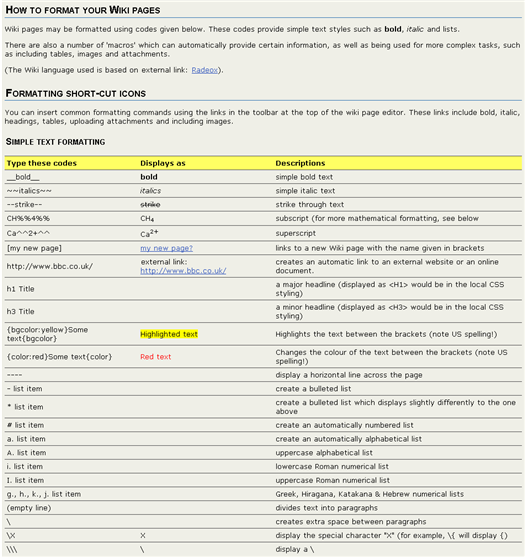 How to format your Wiki pages
Wiki pages may be formatted using codes given below. These codes provide simple text styles such as bold, italic and lists.
There are also a number of 'macros' which can automatically provide certain information, as well as being used for more complex tasks, such
as including tables, images and attachments.
(The Wiki language used is based on external link: Radeox).
Formatting short-cut icons
You can insert common formatting commands using the links in the toolbar at the top of the wiki page editor. These links include bold, italic,
headings, tables, uploading attachments and including images.
Simple text formatting
Type these codes Displays as Descriptions
__bold__ bold simple bold text
~~italics~~ italics simple italic text
--strike-- strike strike through text
CH%%4%% CH₄ subscript (for more mathematical formatting, see below
Ca^^2+^^ Ca²⁺ superscript
[my new page] my new page? links to a new Wiki page with the name given in brackets
http://www.bbc.co.uk/ external link:
http://www.bbc.co.uk/ creates an automatic link to an external website or an online
document.
h1 Title a major headline (displayed as <H1> would be in the local CSS
styling)
h3 Title a minor headline (displayed as <H3> would be in the local CSS
styling)
{bgcolor:yellow}Some
text{bgcolor} Highlighted text Highlights the text between the brackets (note US spelling!)
{color:red}Some text{color} Red text Changes the colour of the text between the brackets (note US
spelling!)
---- display a horizontal line across the page
- list item create a bulleted list
* list item create a bulleted list which displays slightly differently to the one
above
# list item create an automatically numbered list
a. list item create an automatically alphabetical list
A. list item uppercase alphabetical list
i. list item lowercase Roman numerical list
I. list item uppercase Roman numerical list
g., h., k., j. list item Greek, Hiragana, Katakana & Hebrew numerical lists
(empty line) divides text into paragraphs
\ creates extra space between paragraphs
\X X display the special character "X" (for example, \{ will display {)
\\\ \ display a \